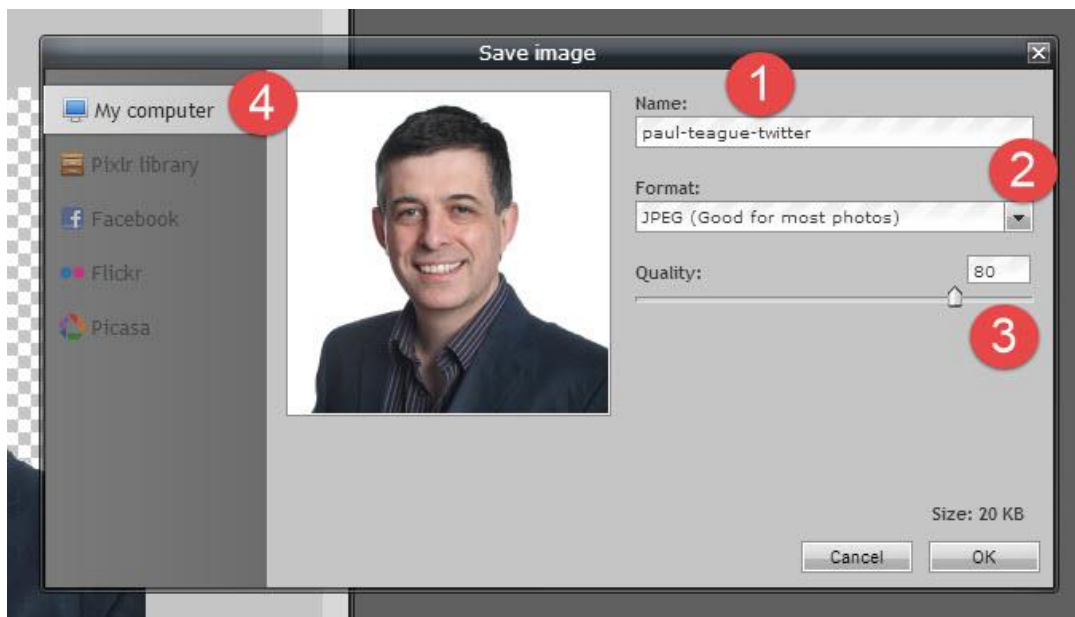 Save image
My computer
Pixlr library
Facebook
Flickr
Picasa
4
1
Name:
paul-teague-twitter
2
Format:
JPEG (Good for most photos)
Quality:
80
3
Size: 20 KB
Cancel
OK